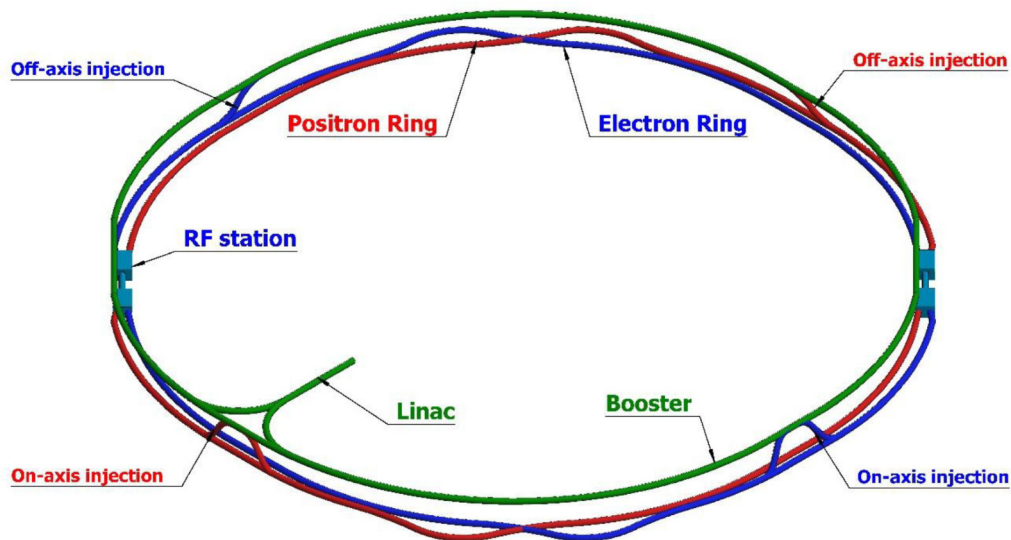 Off-axis injection
Off-axis injection
Positron Ring
Electron Ring
RF station
Linac
Booster
On-axis injection
On-axis injection